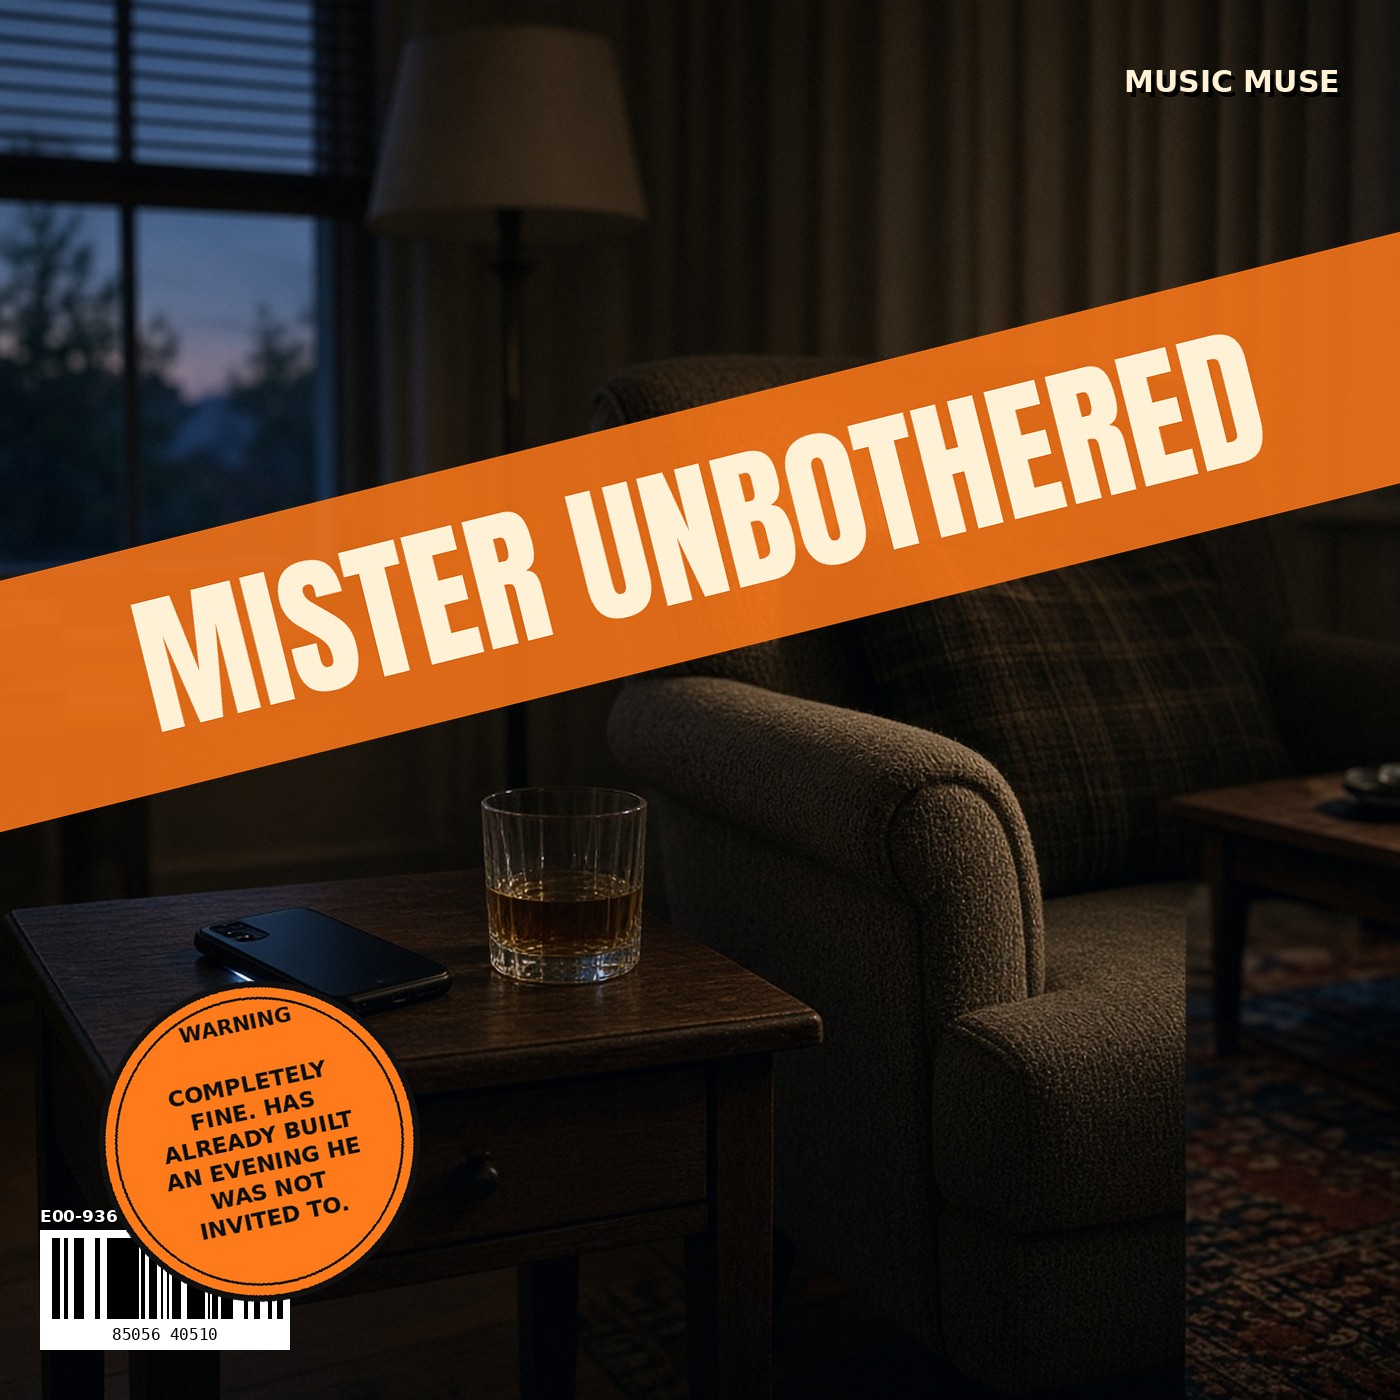 MUSIC MUSE
MISTER UNBOTHERED
WARNING
COMPLETELY
FINE. HAS
ALREADY BUILT
AN EVENING HE
WAS NOT
INVITED TO.
E00-936
85056 40510